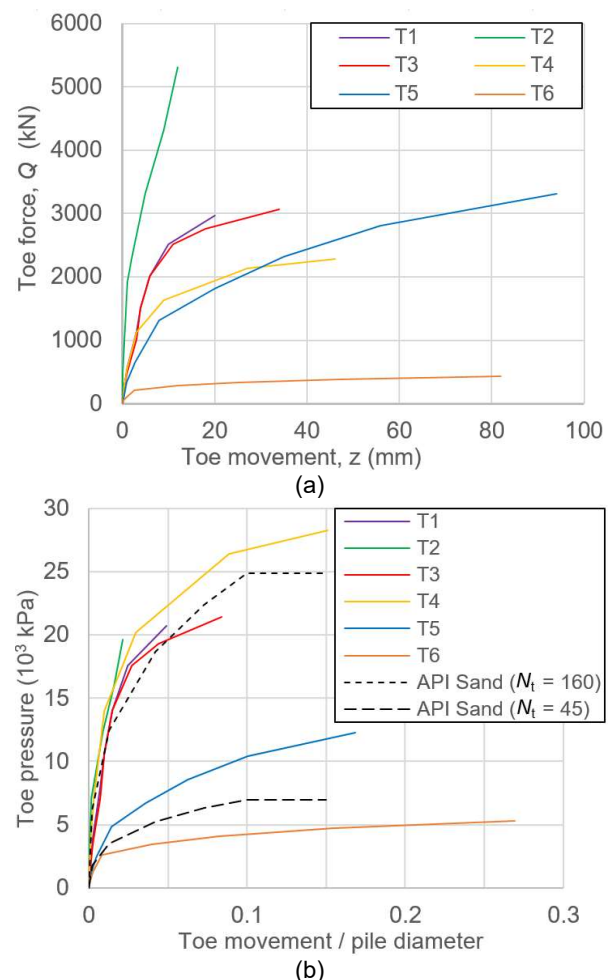 6000
5000
4000
3000
2000
1000
0
Toe force, Q (kN)
T1 T2
T3 T4
T5 T6
0 20 40 60 80 100
Toe movement, z (mm)
(a)
30
25
20
15
10
5
0
Toe pressure (10³ kPa)
T1
T2
T3
T4
T5
T6
API Sand (Nt = 160)
API Sand (Nt = 45)
0 0.1 0.2 0.3
Toe movement / pile diameter
(b)